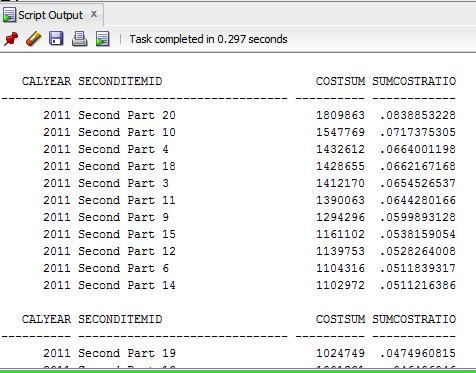 Script Output x
Task completed in 0.297 seconds
CALYEAR SECONDITEMID COSTSUM SUMCOSTRATIO
---------- ------------------------------ ---------- ------------
2011 Second Part 20 1809863 .0838853228
2011 Second Part 10 1547769 .0717375305
2011 Second Part 4 1432612 .0664001198
2011 Second Part 18 1428655 .0662167168
2011 Second Part 3 1412170 .0654526537
2011 Second Part 11 1390063 .0644280166
2011 Second Part 9 1294296 .0599893128
2011 Second Part 15 1161102 .0538159054
2011 Second Part 12 1139753 .0528264008
2011 Second Part 6 1104316 .0511839317
2011 Second Part 14 1102972 .0511216386
CALYEAR SECONDITEMID COSTSUM SUMCOSTRATIO
---------- ------------------------------ ---------- ------------
2011 Second Part 19 1024749 .0474960815